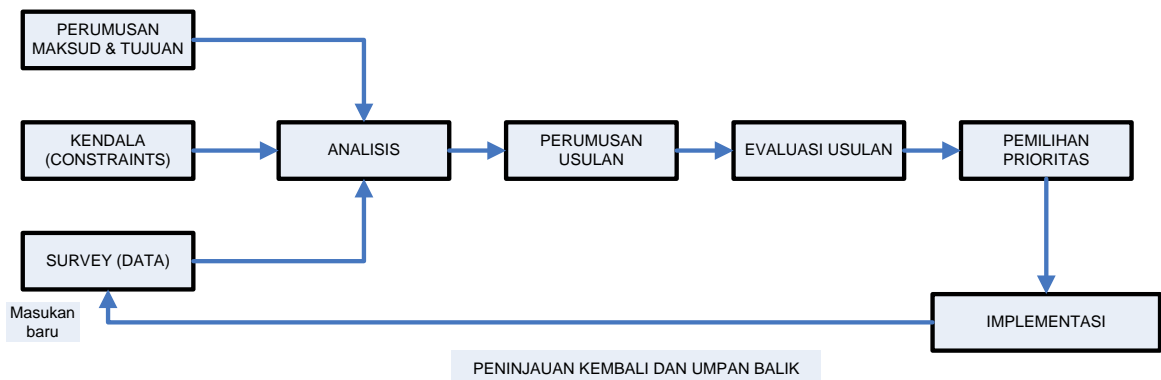 PERUMUSAN
MAKSUD & TUJUAN
KENDALA
(CONSTRAINTS)
ANALISIS
PERUMUSAN
USULAN
EVALUASI USULAN
PEMILIHAN
PRIORITAS
SURVEY (DATA)
Masukan
baru
IMPLEMENTASI
PENINJAUAN KEMBALI DAN UMPAN BALIK